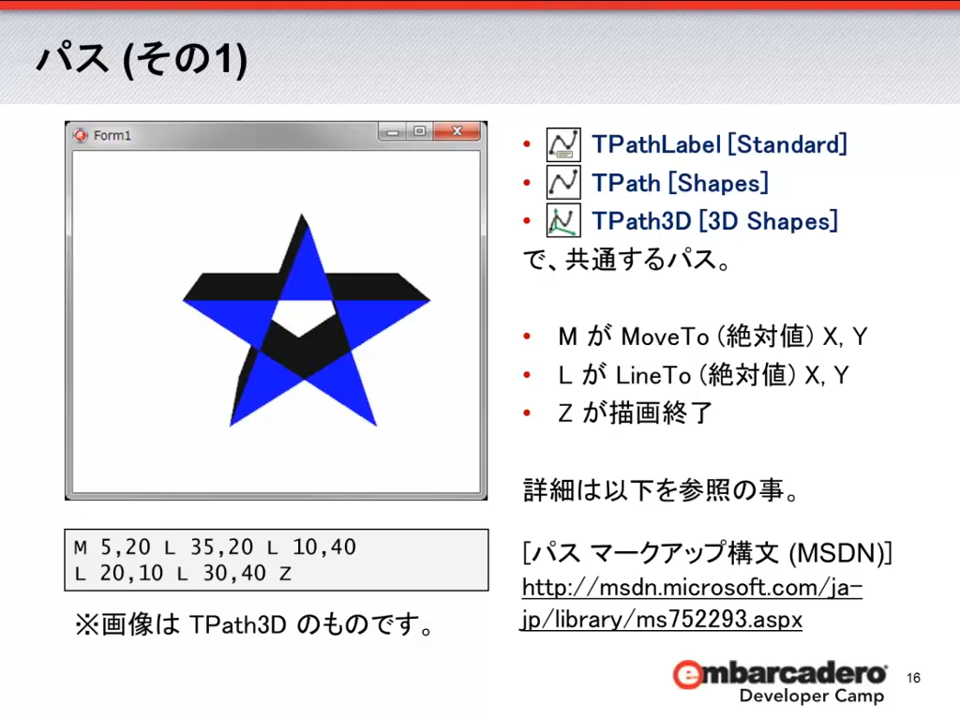 パス (その1)
Form1
TPathLabel [Standard]
TPath [Shapes]
TPath3D [3D Shapes]
で、共通するパス。
M が MoveTo (絶対値) X, Y
L が LineTo (絶対値) X, Y
Z が描画終了
詳細は以下を参照の事。
[パス マークアップ構文 (MSDN)]
http://msdn.microsoft.com/ja-
jp/library/ms752293.aspx
M 5,20 L 35,20 L 10,40
L 20,10 L 30,40 Z
※画像は TPath3D のものです。
embarcadero
Developer Camp
16